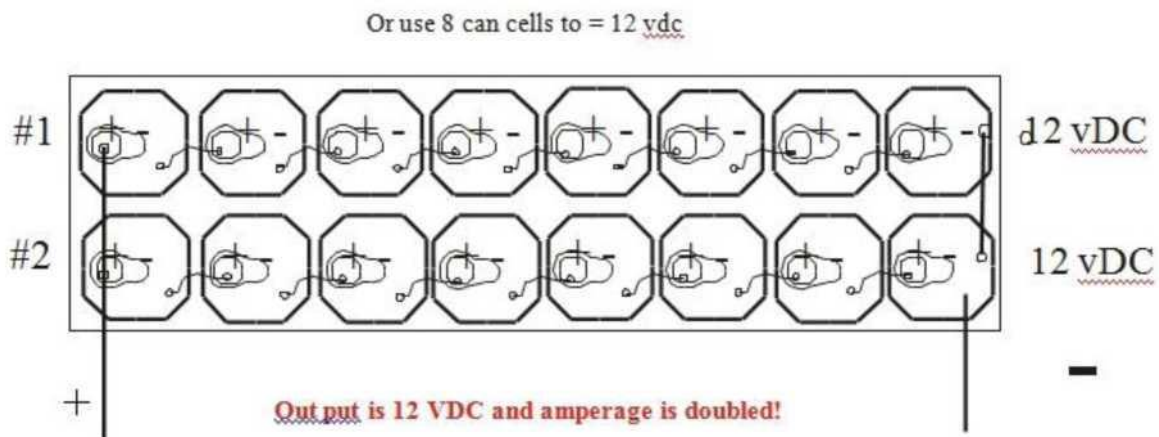 Or use 8 can cells to = 12 vdc
#1
d2 vDC
#2
12 vDC
+
-
Out put is 12 VDC and amperage is doubled!